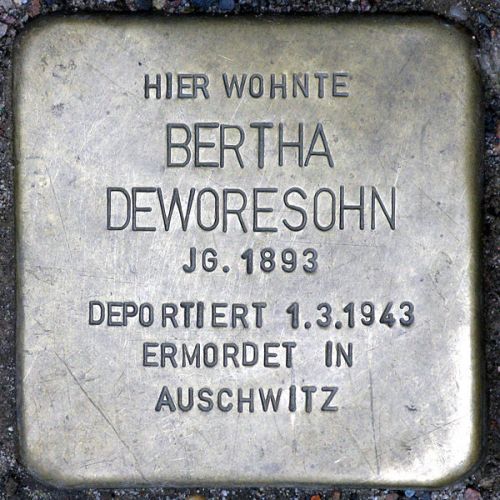 HIER WOHNTE
BERTHA
DEWORESOHN
JG. 1893
DEPORTIERT 1.3.1943
ERMORDET IN
AUSCHWITZ